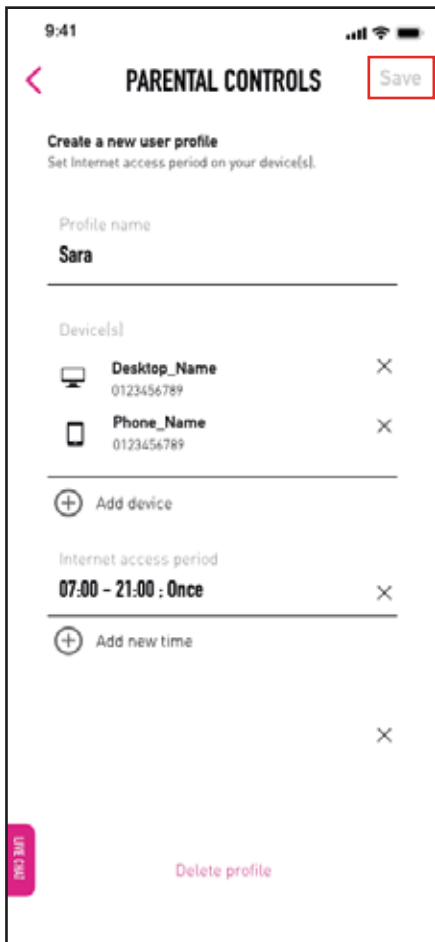 9:41
PARENTAL CONTROLS
Save
Create a new user profile
Set Internet access period on your device(s).
Profile name
Sara
Device(s)
Desktop_Name
0123456789
Phone_Name
0123456789
Add device
Internet access period
07:00 - 21:00 ; Once
Add new time
LIVE CHAT
Delete profile